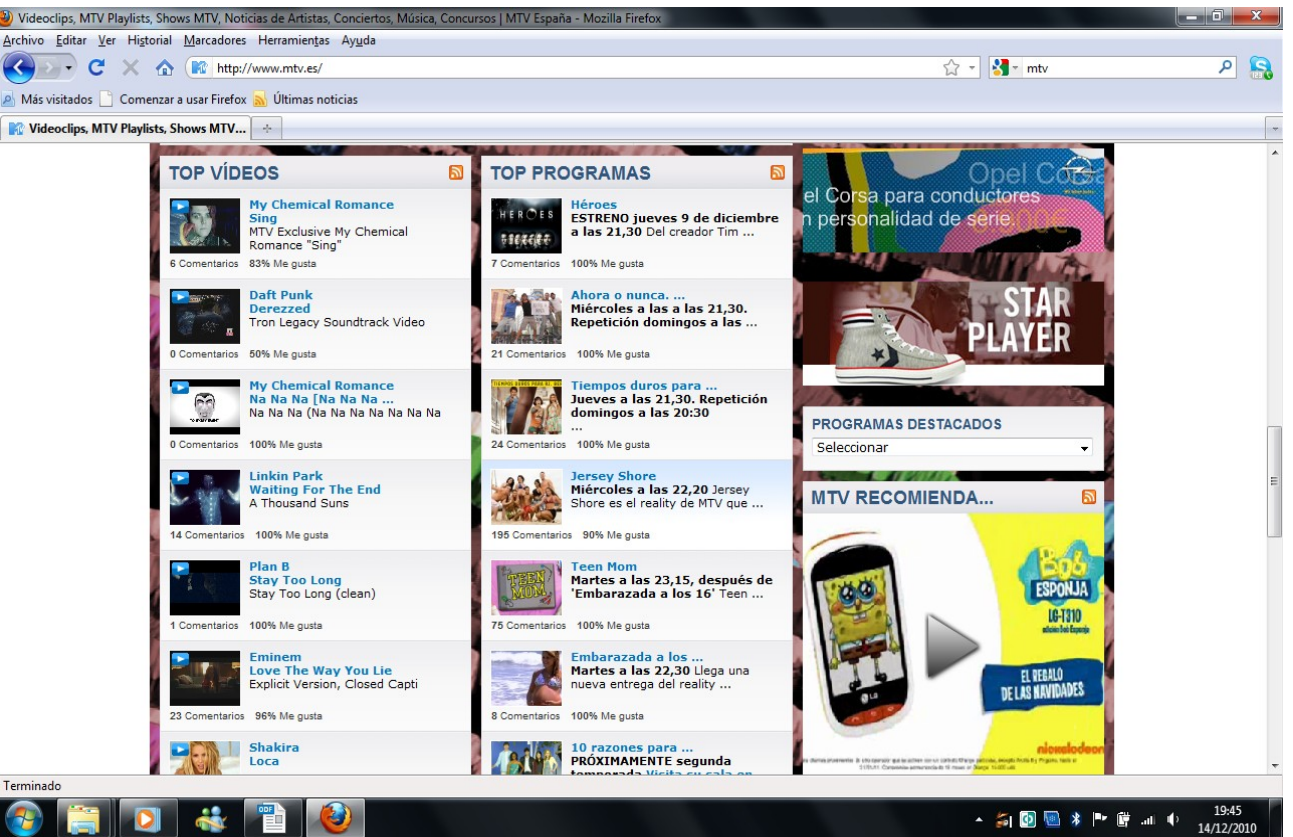 Videoclips, MTV Playlists, Shows MTV, Noticias de Artistas, Conciertos, Música, Concursos | MTV España - Mozilla Firefox
Archivo Editar Ver Historial Marcadores Herramientas Ayuda
http://www.mtv.es/
mtv
Más visitados Comenzar a usar Firefox Últimas noticias
Videoclips, MTV Playlists, Shows MTV...
TOP VÍDEOS
My Chemical Romance
Sing
MTV Exclusive My Chemical
Romance "Sing"
6 Comentarios 83% Me gusta
Daft Punk
Derezzed
Tron Legacy Soundtrack Video
0 Comentarios 50% Me gusta
My Chemical Romance
Na Na Na [Na Na Na ...
Na Na Na (Na Na Na Na Na Na Na
0 Comentarios 100% Me gusta
Linkin Park
Waiting For The End
A Thousand Suns
14 Comentarios 100% Me gusta
Plan B
Stay Too Long
Stay Too Long (clean)
1 Comentarios 100% Me gusta
Eminem
Love The Way You Lie
Explicit Version, Closed Capti
23 Comentarios 96% Me gusta
Shakira
Loca
TOP PROGRAMAS
HEROES
Héroes
ESTRENO jueves 9 de diciembre
a las 21,30 Del creador Tim ...
7 Comentarios 100% Me gusta
Ahora o nunca. ...
Miércoles a las a las 21,30.
Repetición domingos a las ...
21 Comentarios 100% Me gusta
Tiempos duros para ...
Jueves a las 21,30. Repetición
domingos a las 20:30
...
24 Comentarios 100% Me gusta
Jersey Shore
Miércoles a las 22,20 Jersey
Shore es el reality de MTV que ...
195 Comentarios 90% Me gusta
TEEN
MOM
Teen Mom
Martes a las 23,15, después de
'Embarazada a los 16' Teen ...
75 Comentarios 100% Me gusta
Embarazada a los ...
Martes a las 22,30 Llega una
nueva entrega del reality ...
8 Comentarios 100% Me gusta
10 razones para ...
PRÓXIMAMENTE segunda
temporada Visita su sala en
Opel Corsa
el Corsa para conductores
n personalidad de serie.
STAR
PLAYER
PROGRAMAS DESTACADOS
Seleccionar
MTV RECOMIENDA...
Bob
ESPONJA
LG-T310
edición Bob Esponja
EL REGALO
DE LAS NAVIDADES
LG
nickelodeon
Terminado
ODF
19:45
14/12/2010